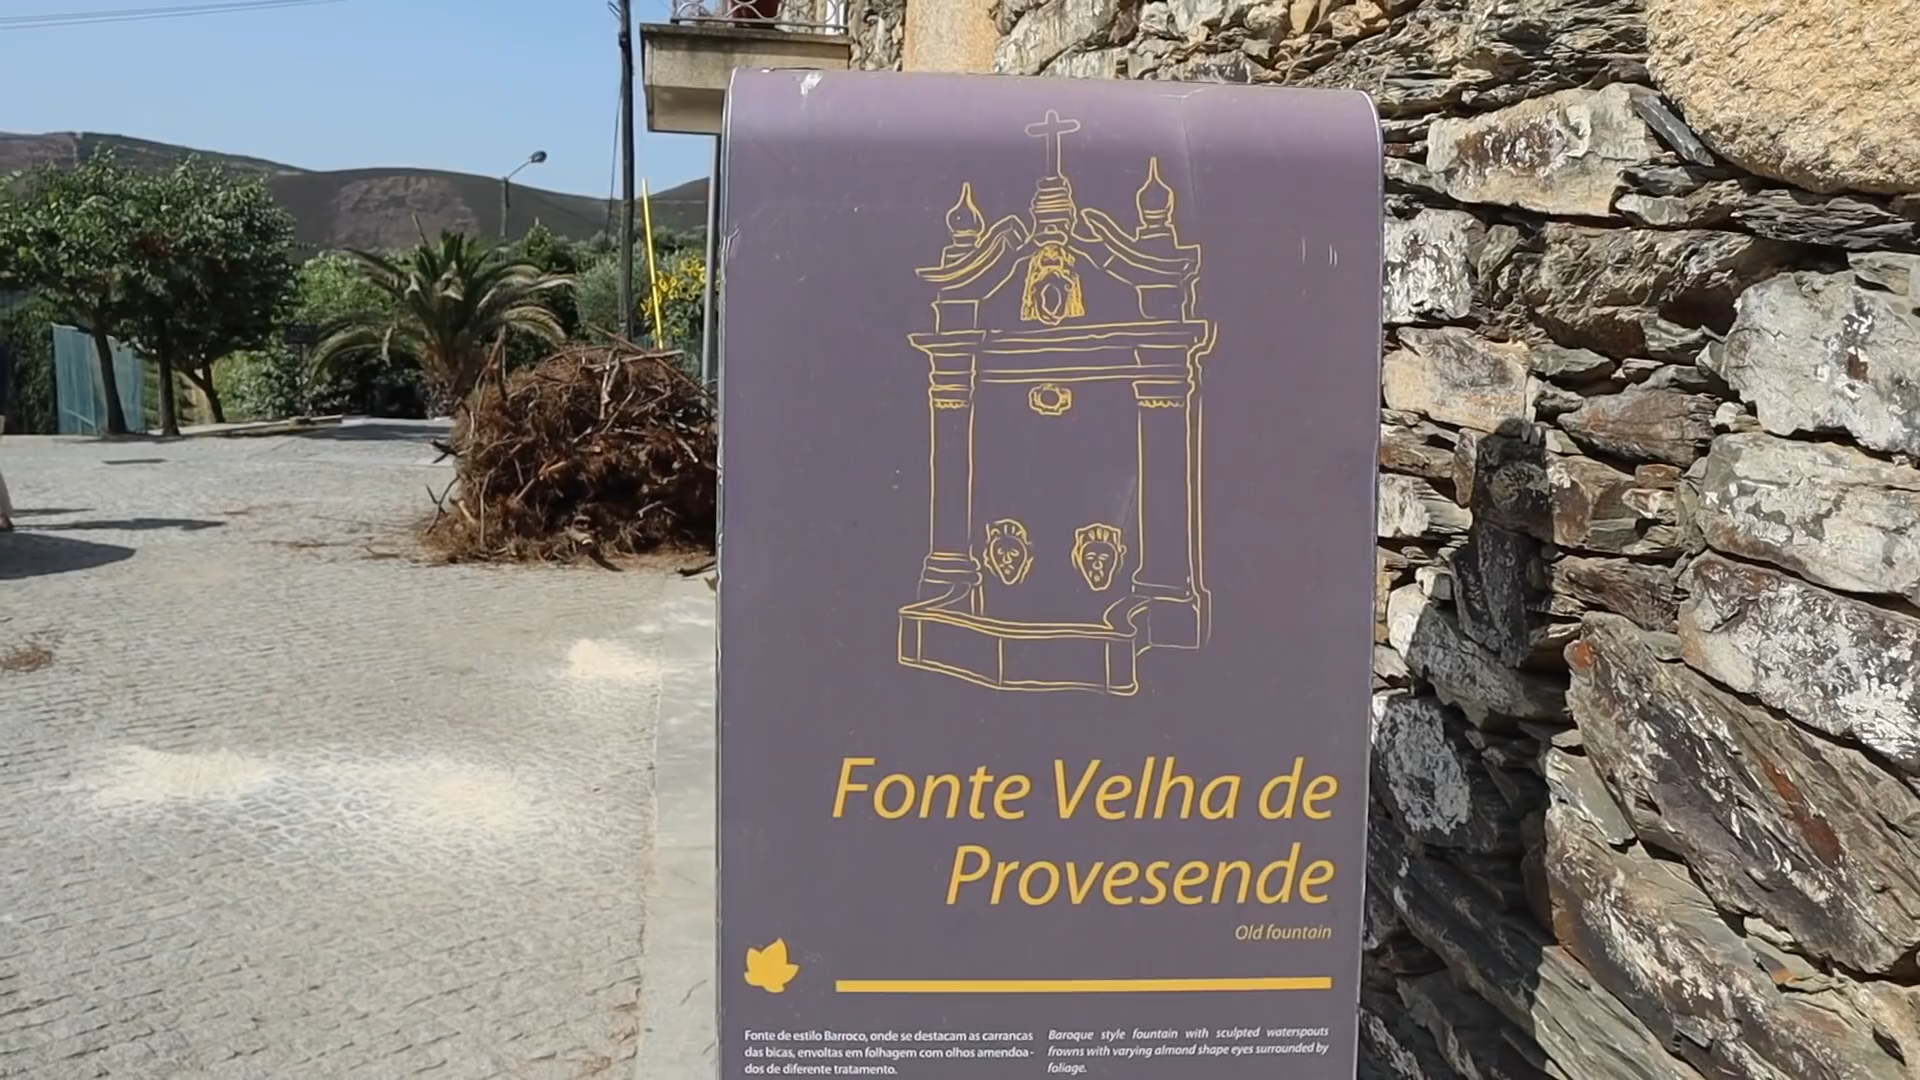 Fonte Velha de
Provesende
Old fountain
Fonte de estilo Barroco, onde se destacam as carrancas
das bicas, envoltas em folhagem com olhos amendoa-
dos de diferente tratamento.
Baroque style fountain with sculpted waterspouts
frowns with varying almond shape eyes surrounded by
foliage.